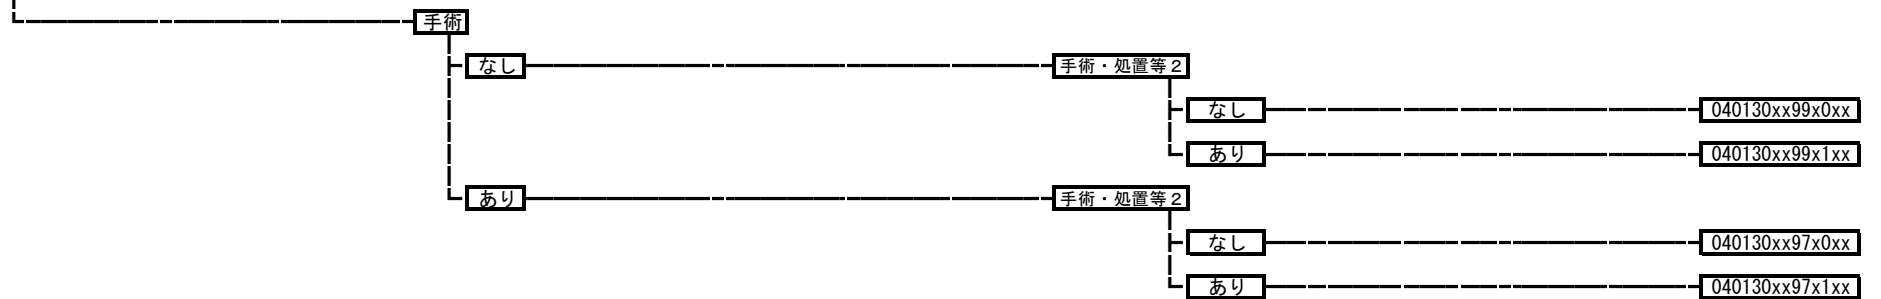 手術
なし
手術・処置等２
なし
040130xx99x0xx
あり
040130xx99x1xx
あり
手術・処置等２
なし
040130xx97x0xx
あり
040130xx97x1xx